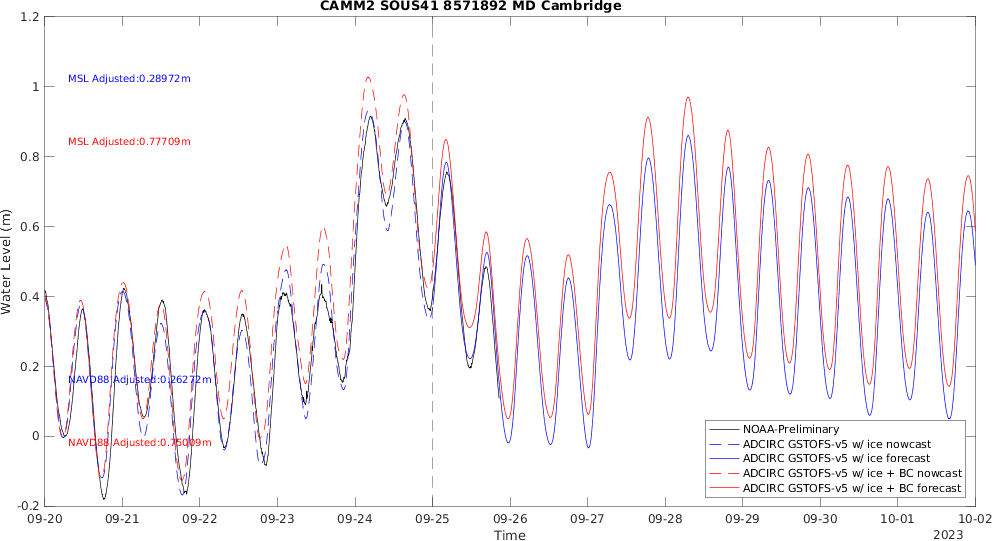 CAMM2 SOUS41 8571892 MD Cambridge
1.2
1
0.8
0.6
0.4
0.2
0
-0.2
Water Level (m)
MSL Adjusted:0.28972m
MSL Adjusted:0.77709m
NAVD88 Adjusted:0.26272m
NAVD88 Adjusted:0.75009m
NOAA-Preliminary
ADCIRC GSTOFS-v5 w/ ice nowcast
ADCIRC GSTOFS-v5 w/ ice forecast
ADCIRC GSTOFS-v5 w/ ice + BC nowcast
ADCIRC GSTOFS-v5 w/ ice + BC forecast
09-20 09-21 09-22 09-23 09-24 09-25 09-26 09-27 09-28 09-29 09-30 10-01 10-02
Time
2023